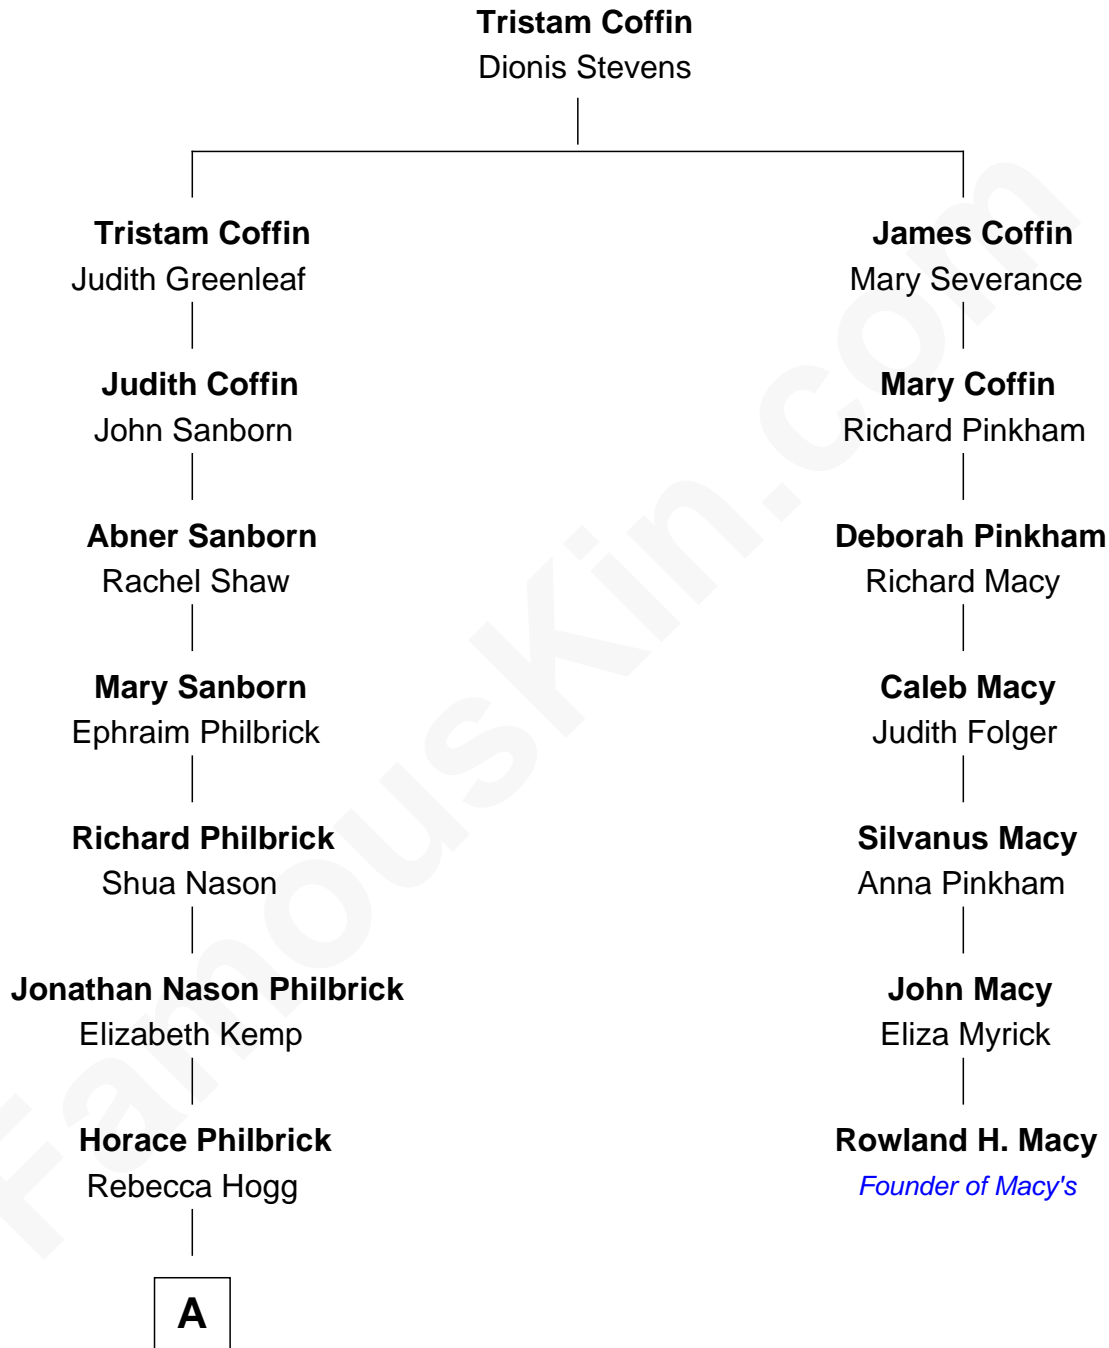 Tristam Coffin
Dionis Stevens
Tristam Coffin
Judith Greenleaf
James Coffin
Mary Severance
Judith Coffin
John Sanborn
Mary Coffin
Richard Pinkham
Abner Sanborn
Rachel Shaw
Deborah Pinkham
Richard Macy
Mary Sanborn
Ephraim Philbrick
Caleb Macy
Judith Folger
Richard Philbrick
Shua Nason
Silvanus Macy
Anna Pinkham
Jonathan Nason Philbrick
Elizabeth Kemp
John Macy
Eliza Myrick
Horace Philbrick
Rebecca Hogg
Rowland H. Macy
Founder of Macy's
A
FamousKin.com